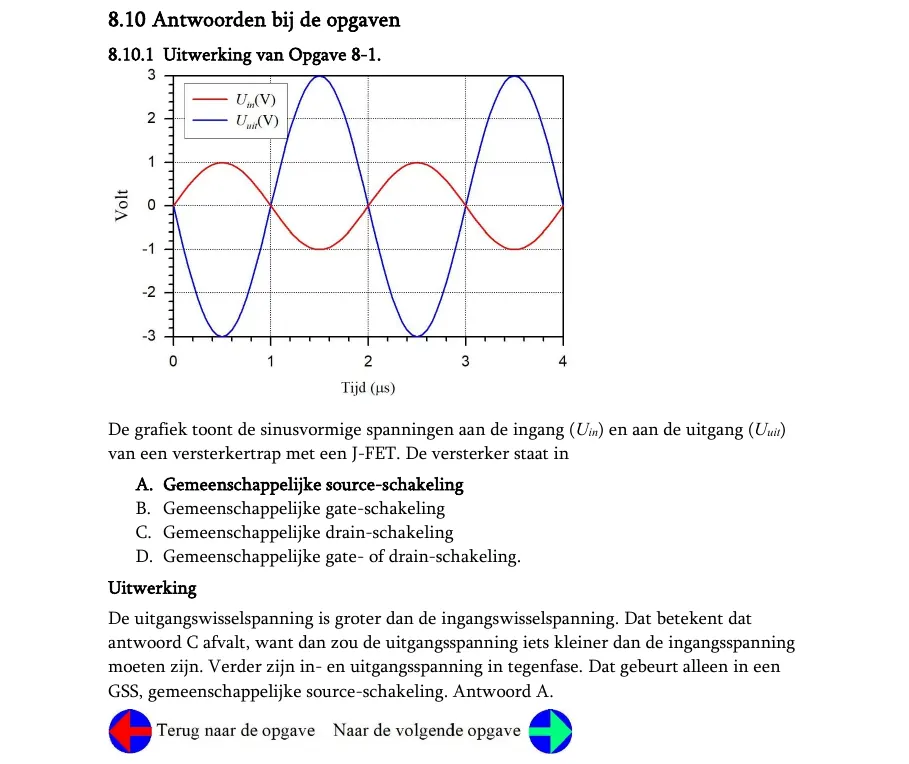 8.10 Antwoorden bij de opgaven
8.10.1 Uitwerking van Opgave 8-1.
3
2
1
0
-1
-2
-3
Volt
Uin(V)
Uuit(V)
0 1 2 3 4
Tijd (µs)
De grafiek toont de sinusvormige spanningen aan de ingang (Uin) en aan de uitgang (Uuit)
van een versterkertrap met een J-FET. De versterker staat in
A. Gemeenschappelijke source-schakeling
B. Gemeenschappelijke gate-schakeling
C. Gemeenschappelijke drain-schakeling
D. Gemeenschappelijke gate- of drain-schakeling.
Uitwerking
De uitgangswisselspanning is groter dan de ingangswisselspanning. Dat betekent dat
antwoord C afvalt, want dan zou de uitgangsspanning iets kleiner dan de ingangsspanning
moeten zijn. Verder zijn in- en uitgangsspanning in tegenfase. Dat gebeurt alleen in een
GSS, gemeenschappelijke source-schakeling. Antwoord A.
Terug naar de opgave Naar de volgende opgave